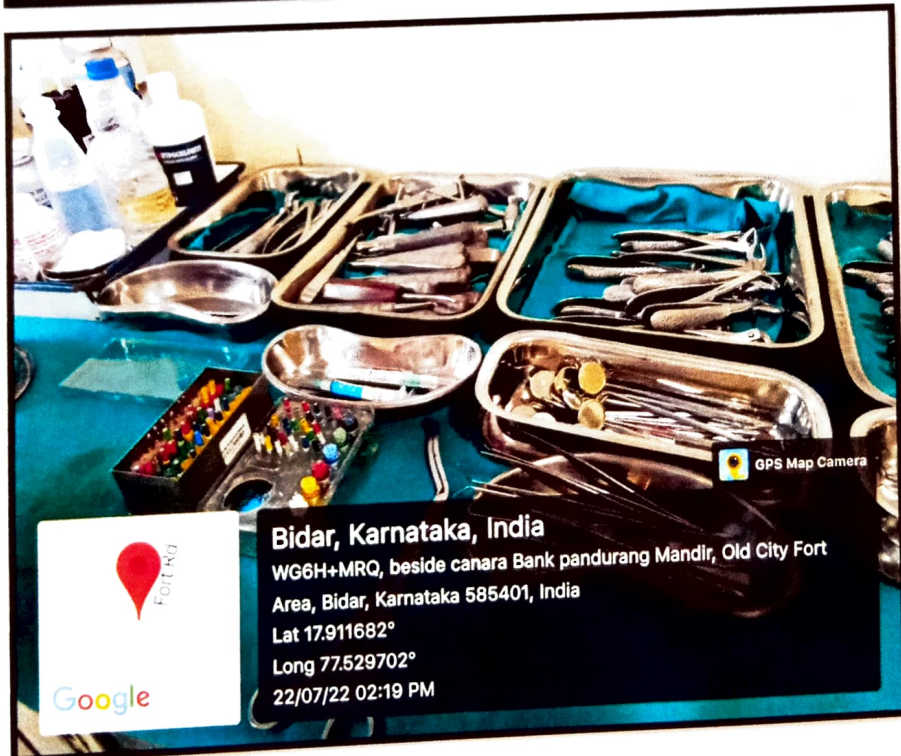 GPS Map Camera
Bidar, Karnataka, India
WG6H+MRQ, beside canara Bank pandurang Mandir, Old City Fort
Area, Bidar, Karnataka 585401, India
Lat 17.911682°
Long 77.529702°
22/07/22 02:19 PM
Fort Rd
Google